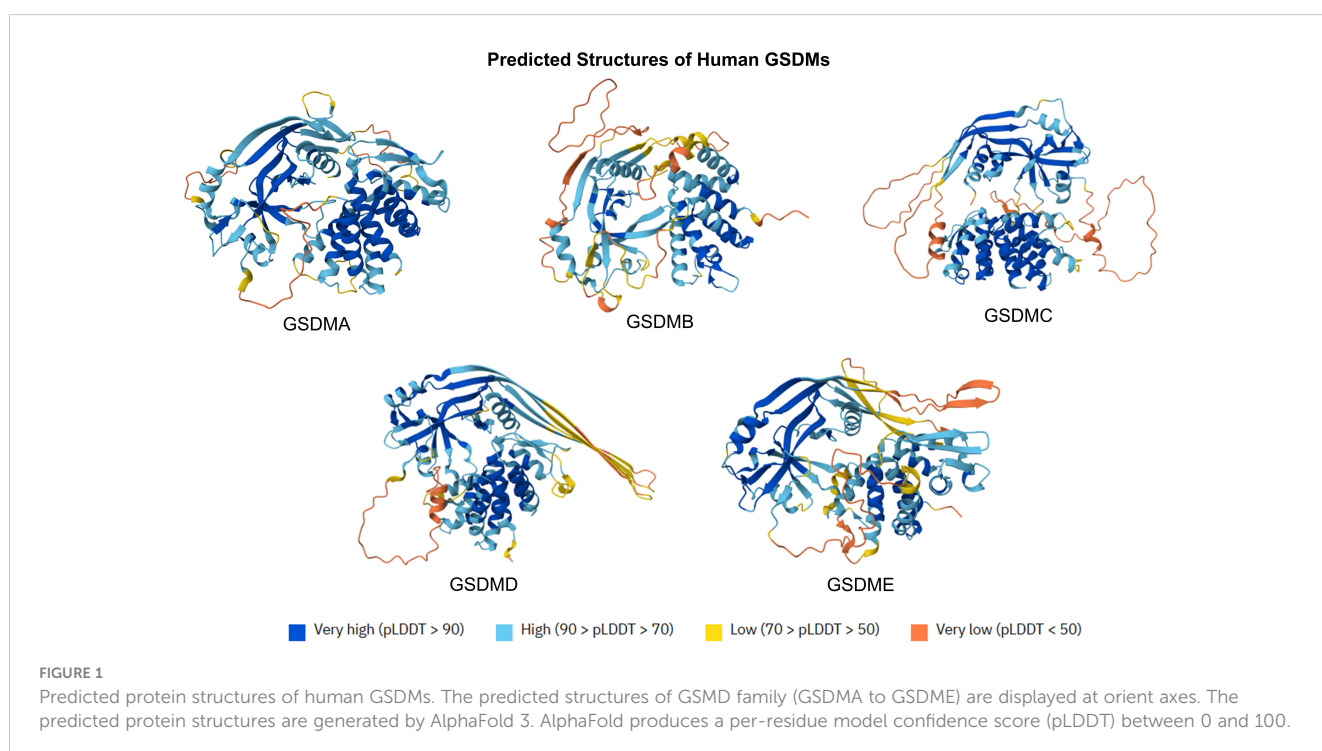 Predicted Structures of Human GSDMs
GSDMA
GSDMB
GSDMC
GSDMD
GSDME
Very high (pLDDT > 90)
High (90 > pLDDT > 70)
Low (70 > pLDDT > 50)
Very low (pLDDT < 50)
FIGURE 1
Predicted protein structures of human GSDMs. The predicted structures of GSMD family (GSDMA to GSDME) are displayed at orient axes. The
predicted protein structures are generated by AlphaFold 3. AlphaFold produces a per-residue model confidence score (pLDDT) between 0 and 100.